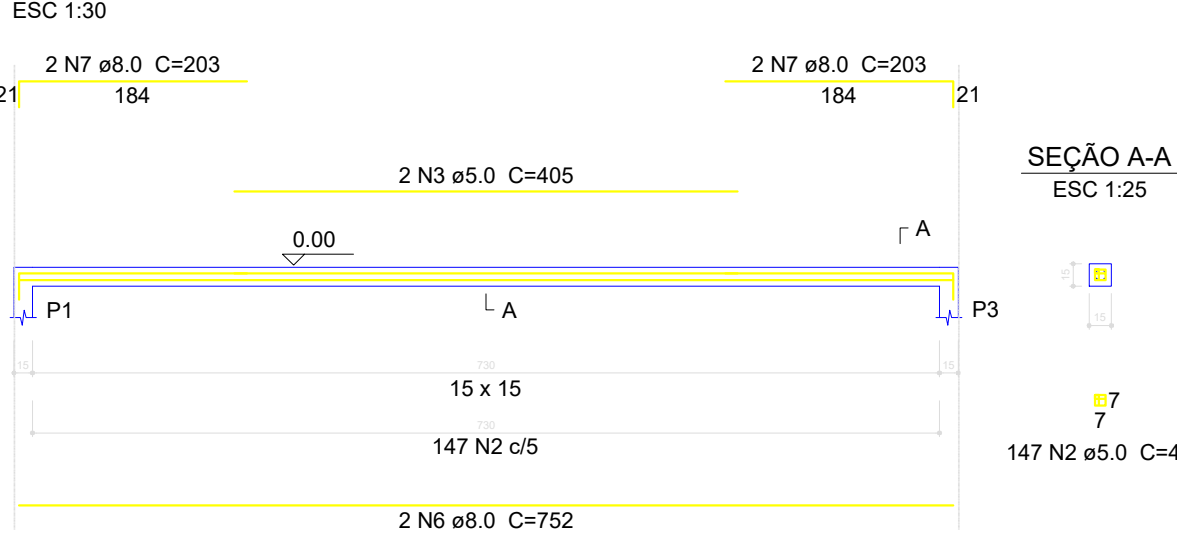 ESC 1:30
2 N7 ø8.0 C=203
2 N7 ø8.0 C=203
21
184
184
21
2 N3 ø5.0 C=405
SEÇÃO A-A
ESC 1:25
A
0.00
15
P1
A
P3
15
15
730
15
15 x 15
730
147 N2 c/5
7
7
147 N2 ø5.0
2 N6 ø8.0 C=752